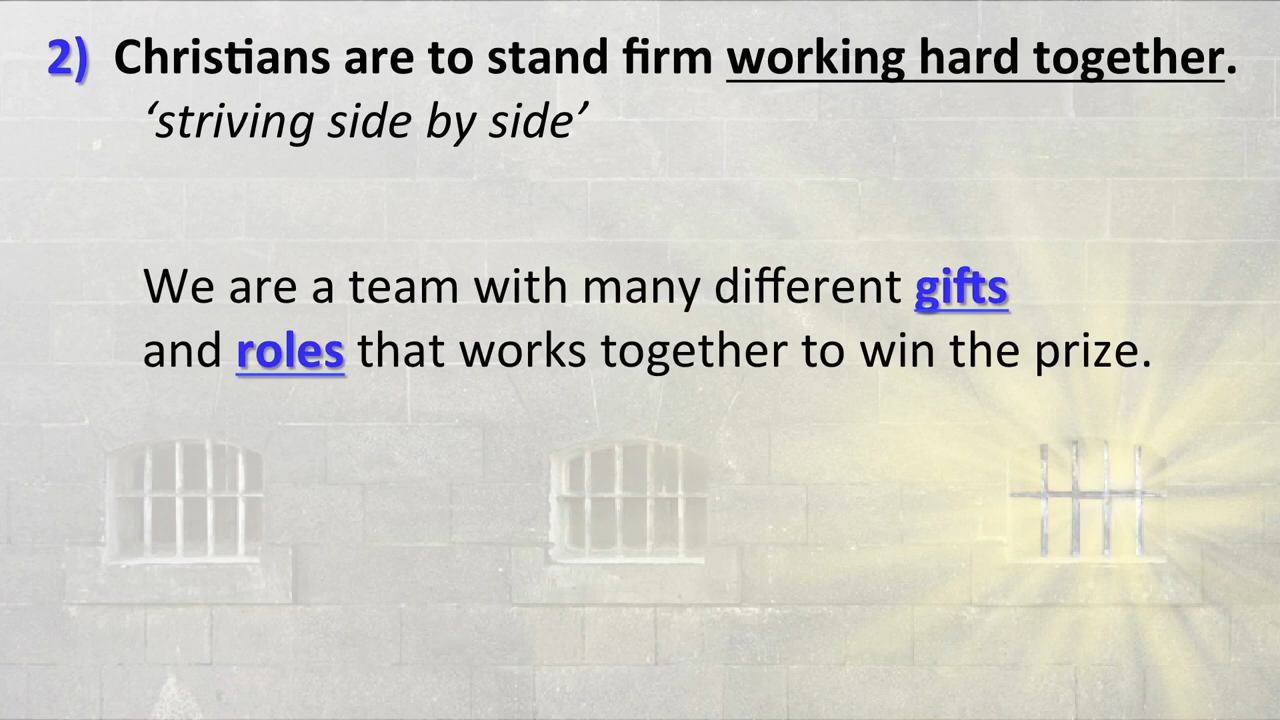 2) Christians are to stand firm working hard together.
‘striving side by side’
We are a team with many different gifts
and roles that works together to win the prize.